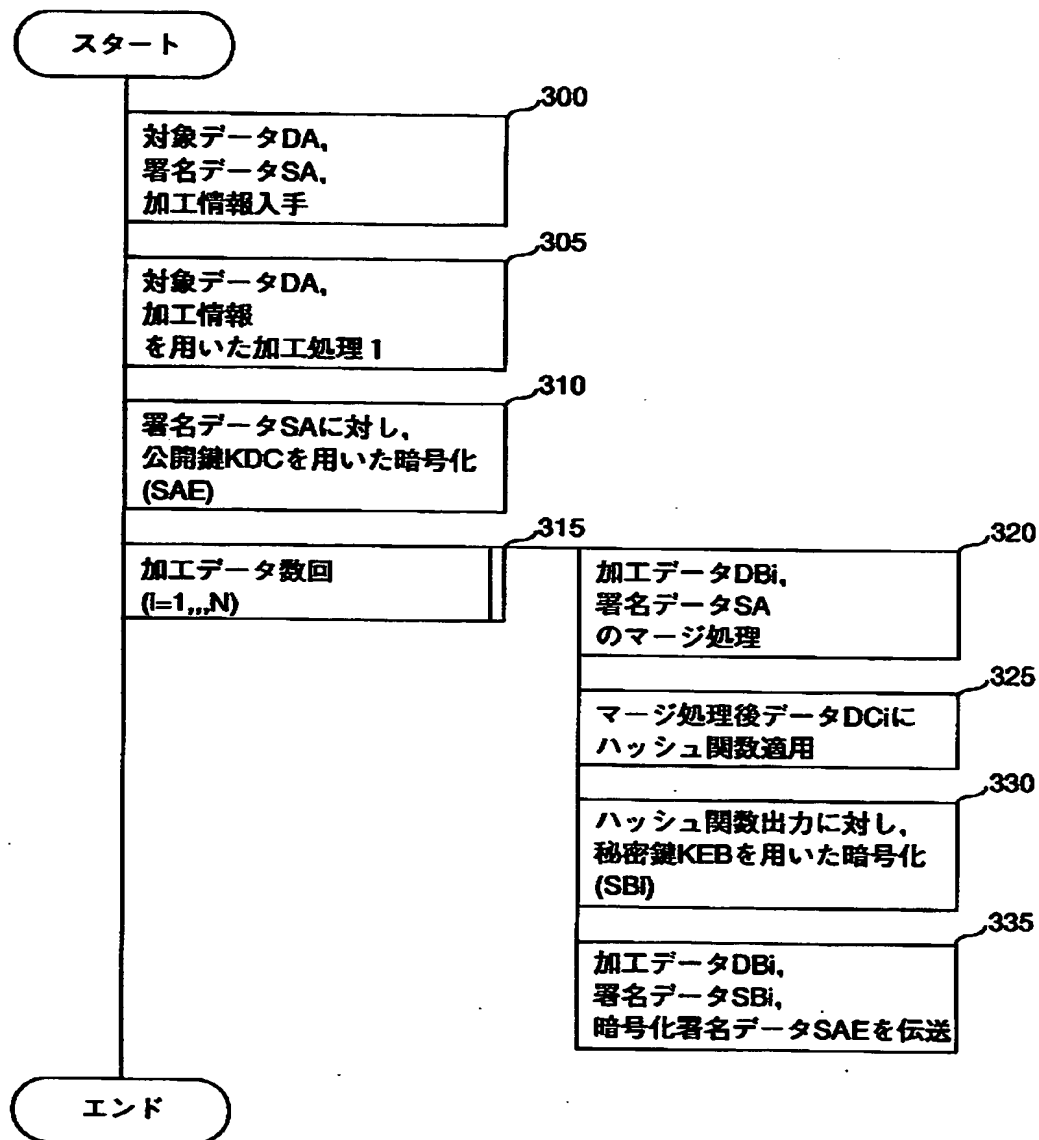 スタート
300
対象データDA,
署名データSA,
加工情報入手
305
対象データDA,
加工情報
を用いた加工処理1
310
署名データSAに対し,
公開鍵KDCを用いた暗号化
(SAE)
315
加工データ数回
(i=1,,,N)
320
加工データDBi,
署名データSA
のマージ処理
325
マージ処理後データDCiに
ハッシュ関数適用
330
ハッシュ関数出力に対し,
秘密鍵KEBを用いた暗号化
(SBi)
335
加工データDBi,
署名データSBi,
暗号化署名データSAEを伝送
エンド